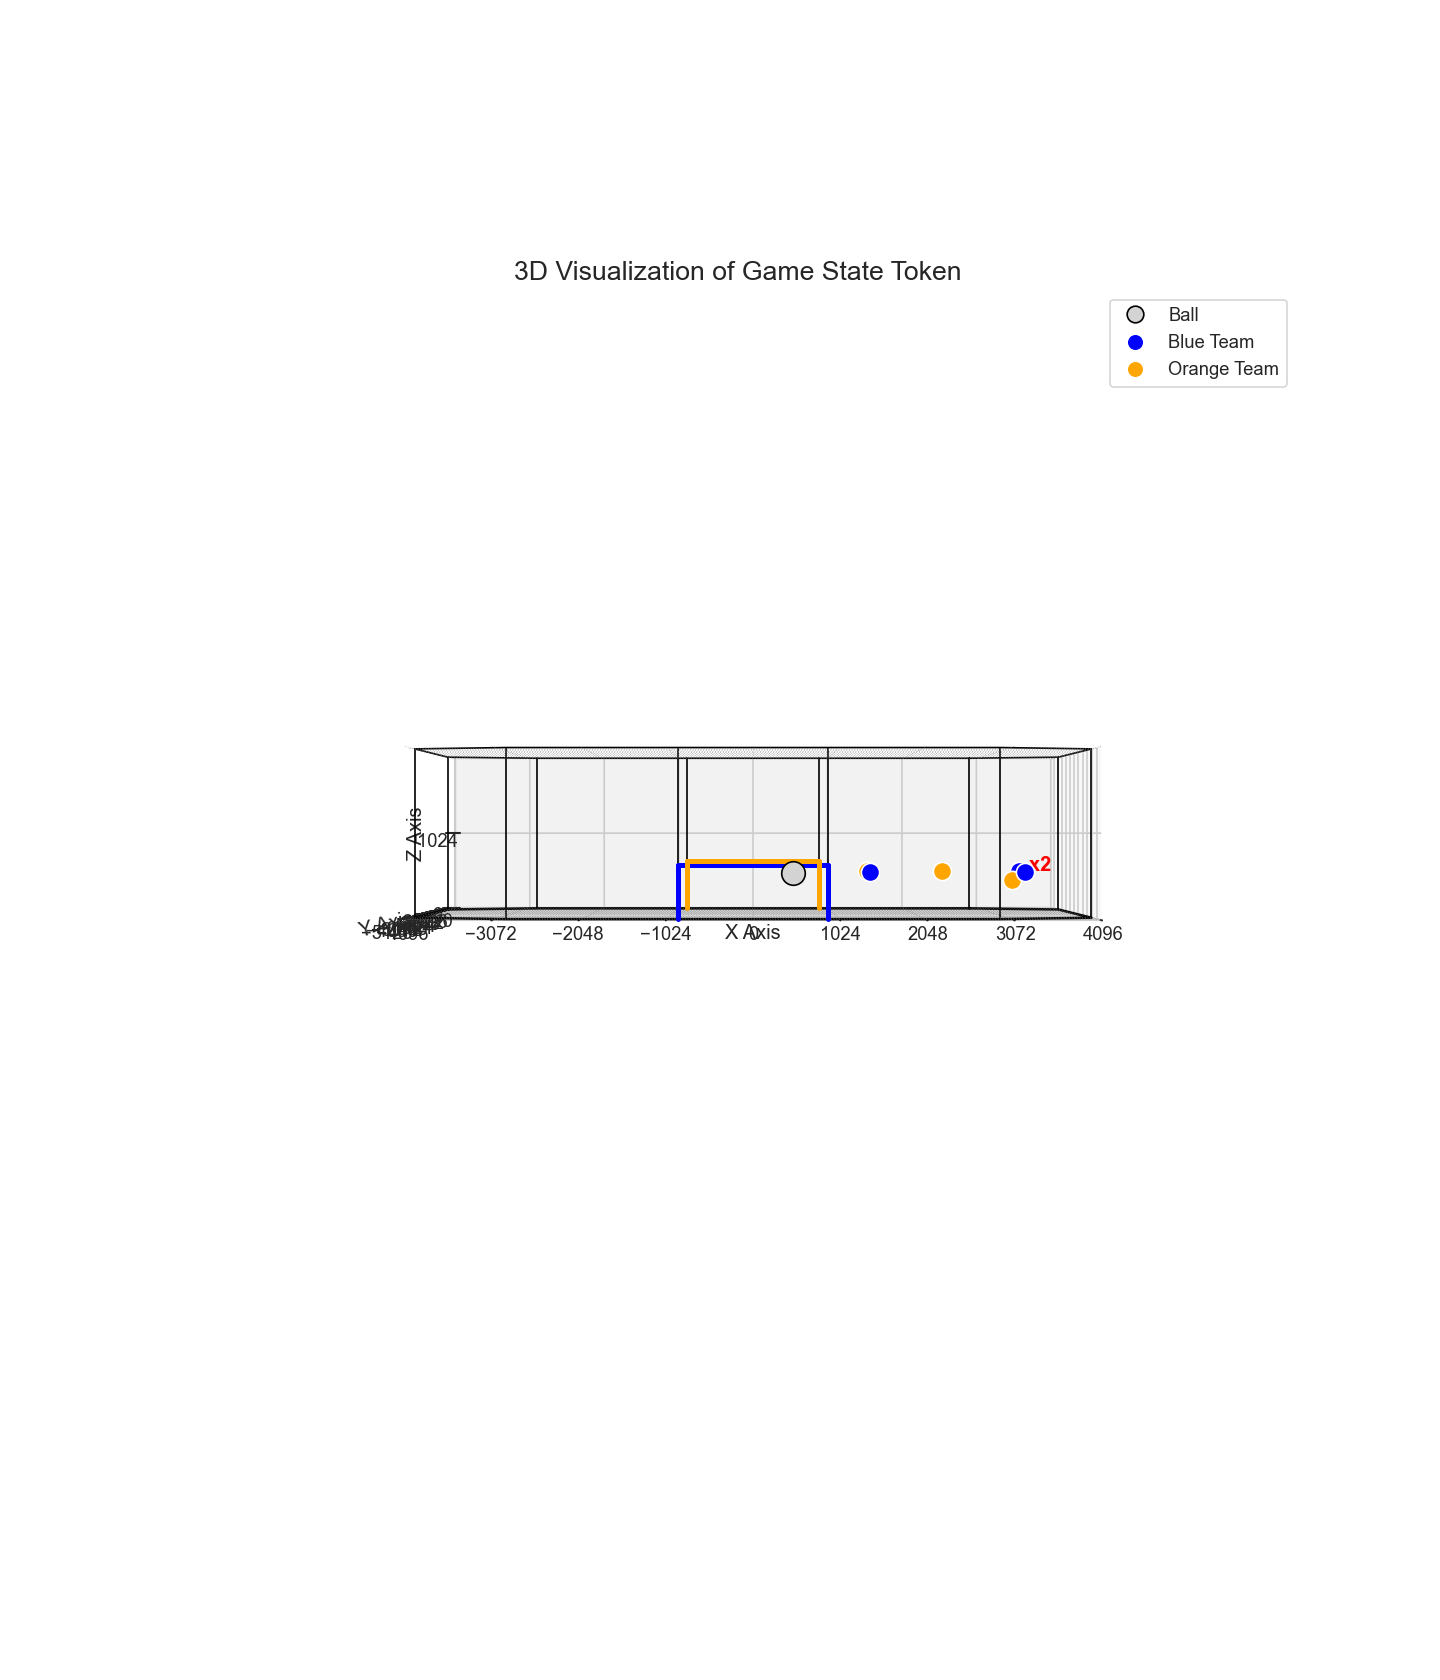 3D Visualization of Game State Token
Ball
Blue Team
Orange Team
x2
Z Axis
1024
−3072
−2048
−1024
0
1024
2048
3072
4096
X Axis